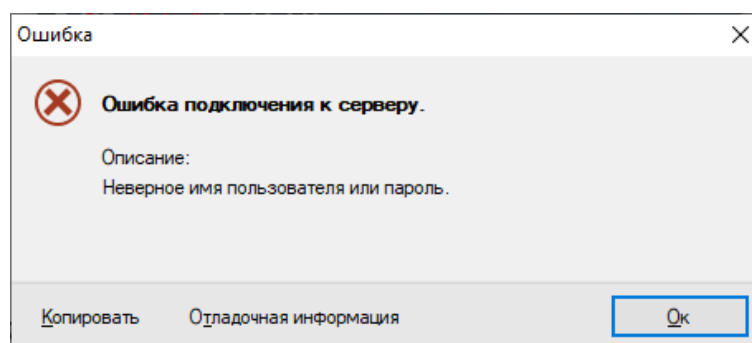 Ошибка
Ошибка подключения к серверу.
Описание:
Неверное имя пользователя или пароль.
Копировать Отладочная информация Ок